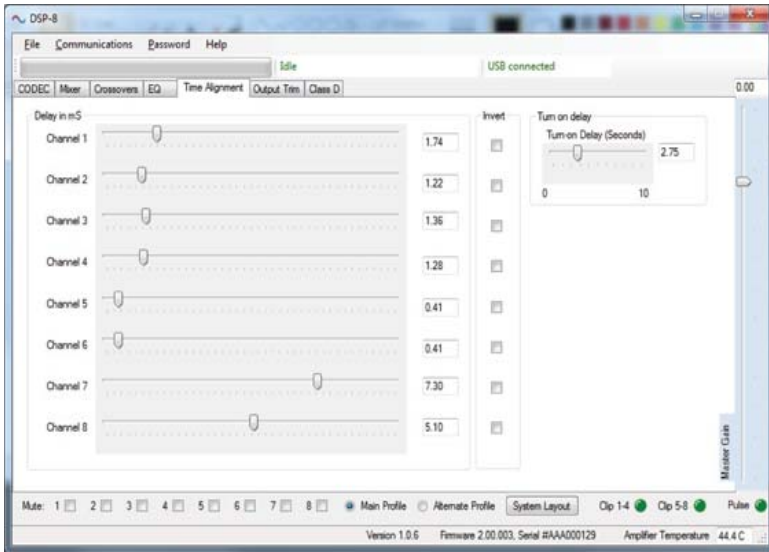 DSP-8
File Communications Password Help
Idle USB connected
CODEC Mixer Crossovers EQ Time Alignment Output Trim Class D 0.00
Delay in mS Invert Turn on delay
Turn-on Delay (Seconds)
Channel 1 1.74 2.75
Channel 2 1.22 0 10
Channel 3 1.36
Channel 4 1.28
Channel 5 0.41
Channel 6 0.41
Channel 7 7.30
Channel 8 5.10
Master Gain
Mute: 1 2 3 4 5 6 7 8 Main Profile Alternate Profile System Layout Clip 1-4 Clip 5-8 Pulse
Version 1.0.6 Firmware 2.00.003, Serial #AAA000129 Amplifier Temperature 44.4 C